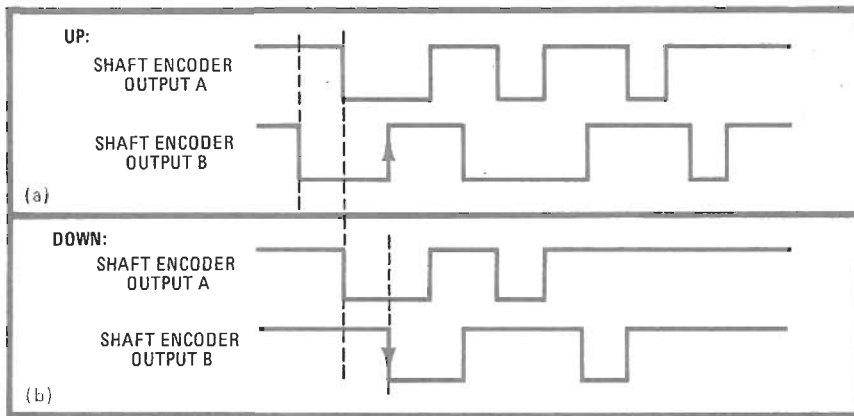 UP:
SHAFT ENCODER
OUTPUT A
SHAFT ENCODER
OUTPUT B
(a)
DOWN:
SHAFT ENCODER
OUTPUT A
SHAFT ENCODER
OUTPUT B
(b)